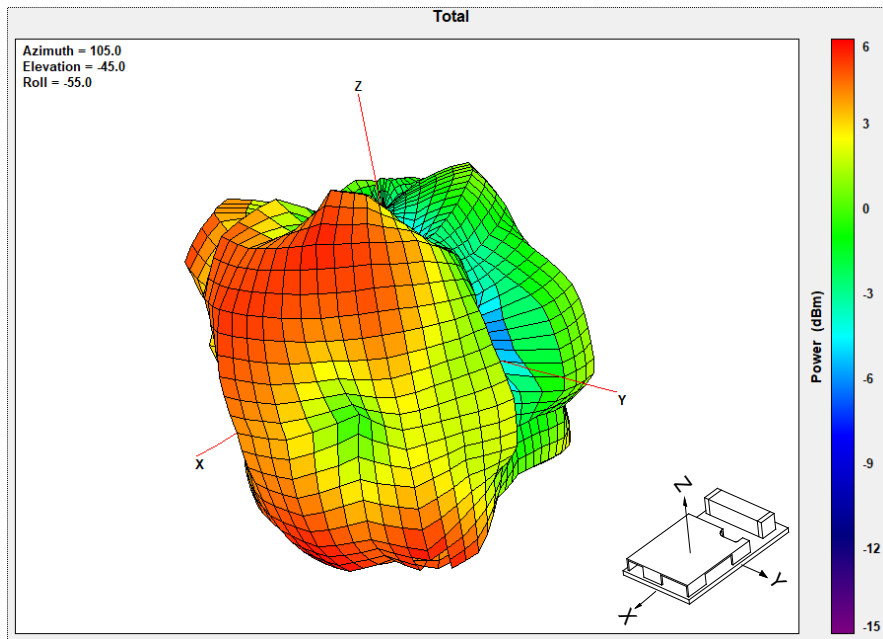 Total
Azimuth = 105.0
Elevation = -45.0
Roll = -55.0
Z
Y
X
Z
Y
X
6
3
0
-3
-6
-9
-12
-15
Power (dBm)